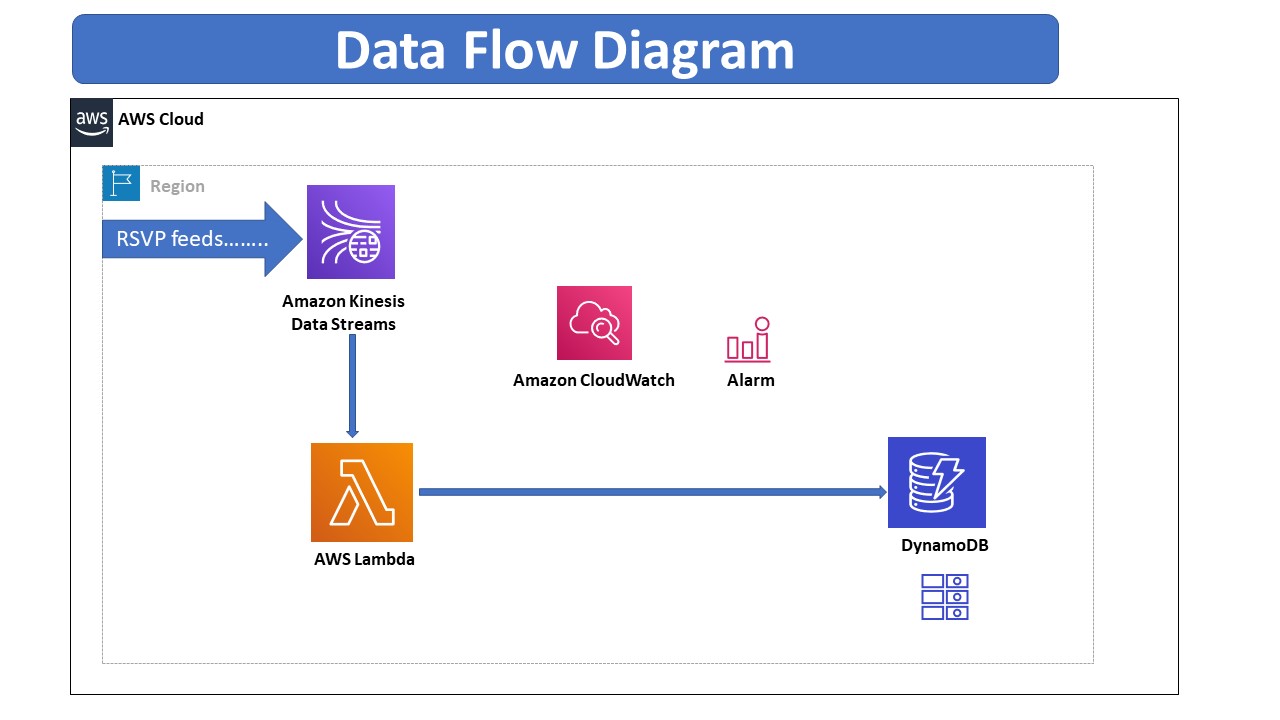 Data Flow Diagram
aws
AWS Cloud
Region
RSVP feeds........
Amazon Kinesis
Data Streams
Amazon CloudWatch
Alarm
AWS Lambda
DynamoDB